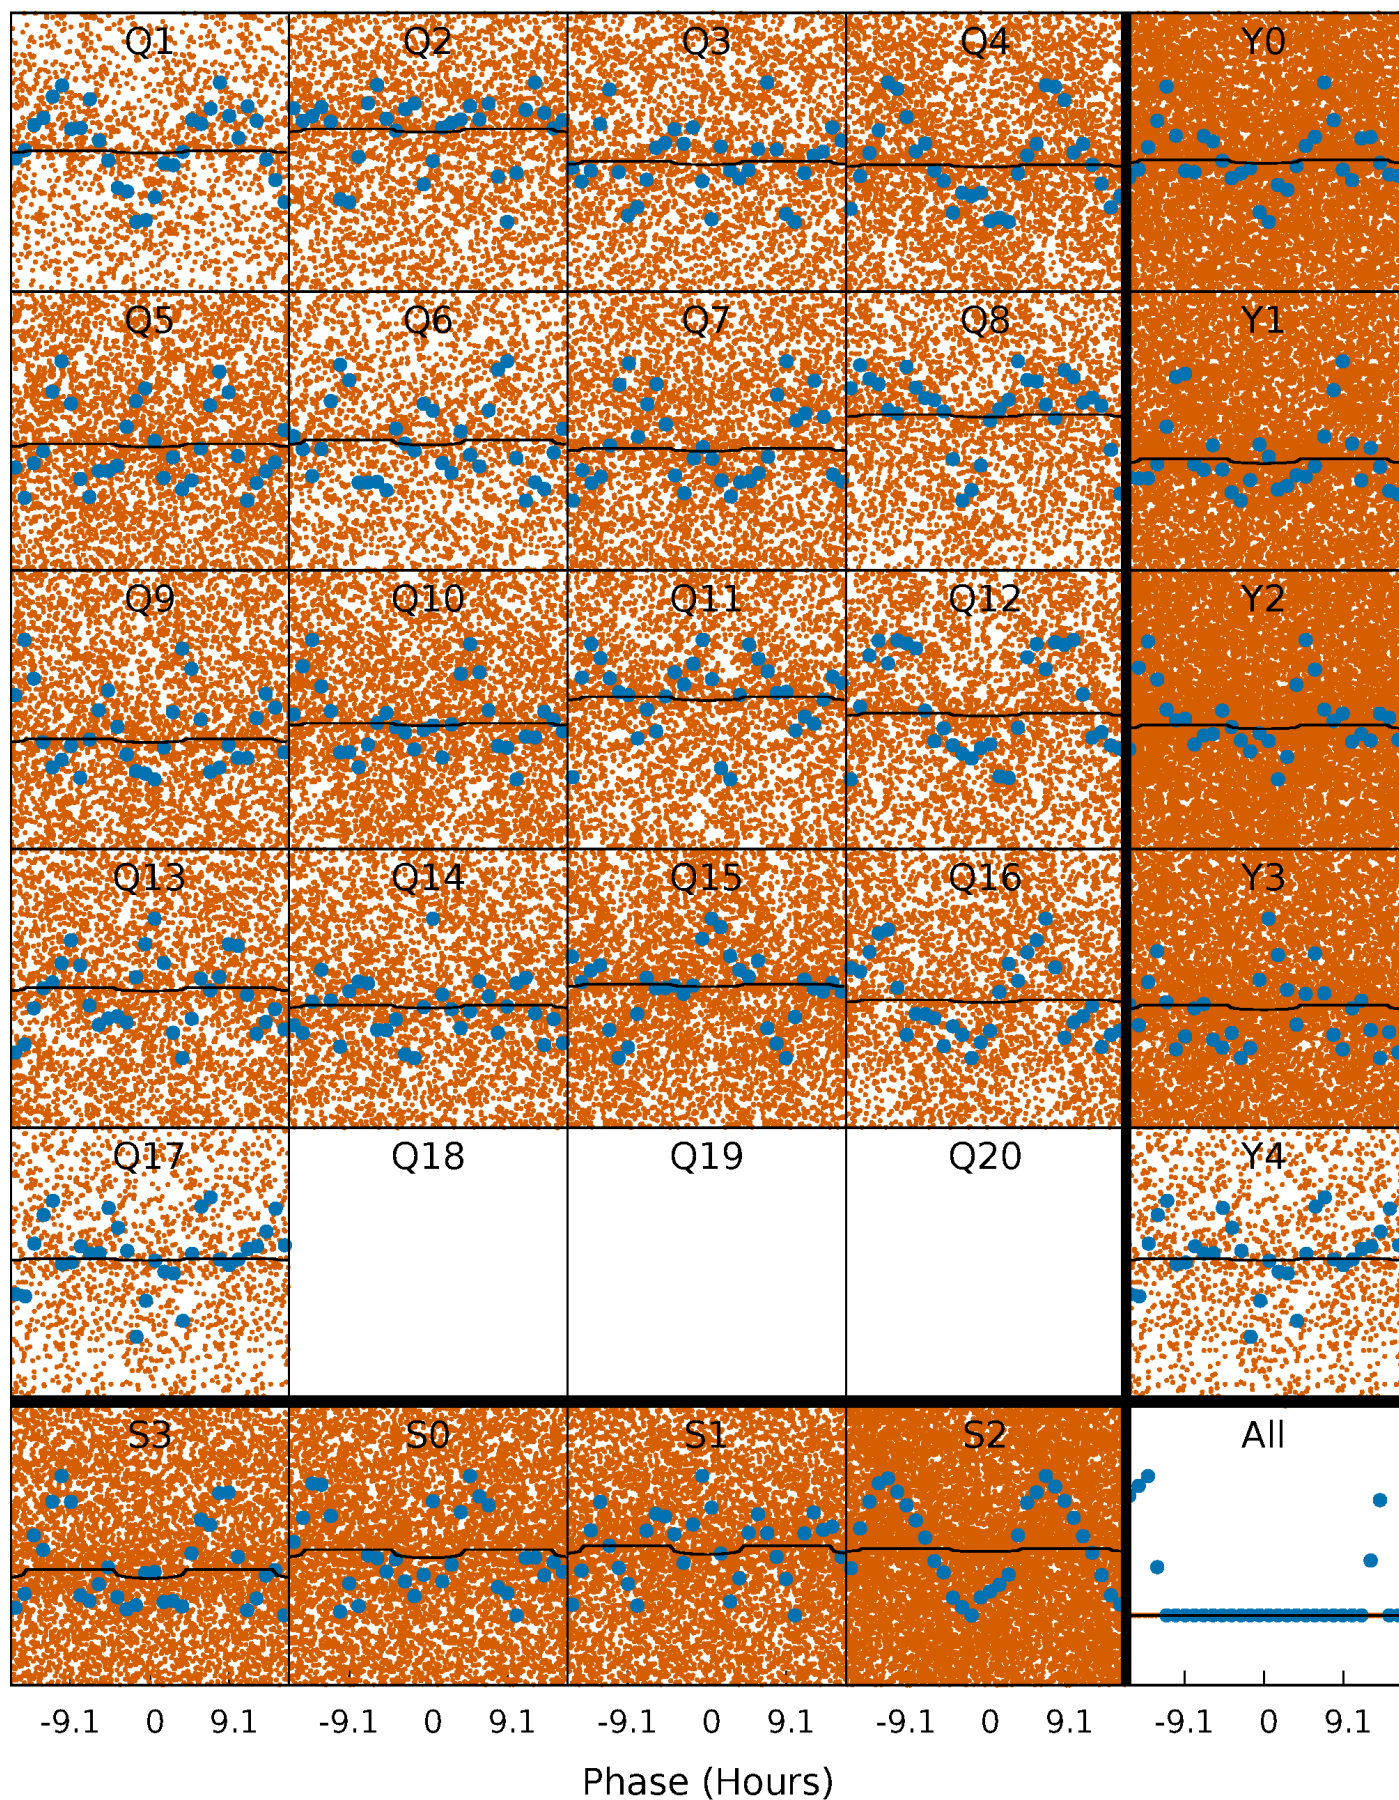 Q1 Q2 Q3 Q4 Y0
Q5 Q6 Q7 Q8 Y1
Q9 Q10 Q11 Q12 Y2
Q13 Q14 Q15 Q16 Y3
Q17 Q18 Q19 Q20 Y4
S3 S0 S1 S2 All
-9.1 0 9.1 -9.1 0 9.1 -9.1 0 9.1 -9.1 0 9.1 -9.1 0 9.1
Phase (Hours)